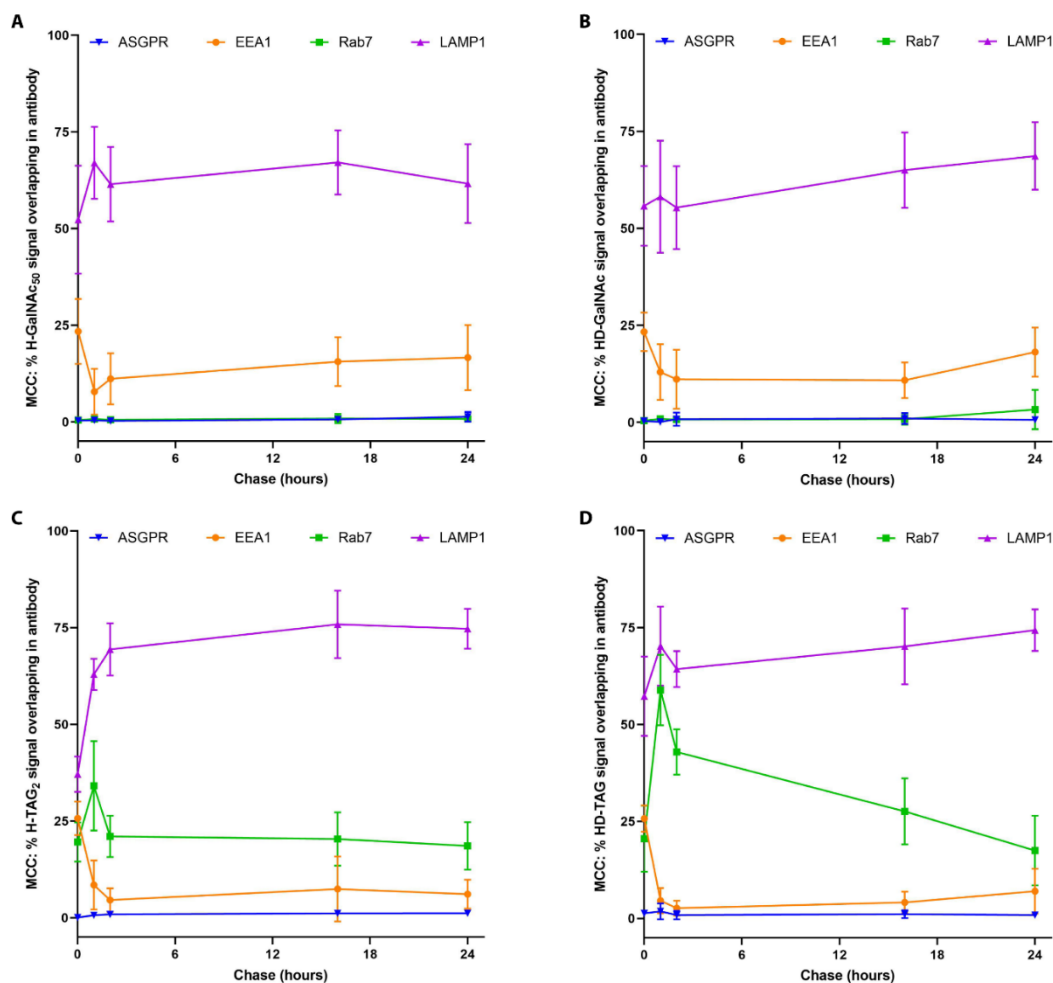 A
ASGPR EEA1 Rab7 LAMP1
MCC: % H-GalNAc₅₀ signal overlapping in antibody
100
75
50
25
0
0 6 12 18 24
Chase (hours)
B
ASGPR EEA1 Rab7 LAMP1
MCC: % HD-GalNAc signal overlapping in antibody
100
75
50
25
0
0 6 12 18 24
Chase (hours)
C
ASGPR EEA1 Rab7 LAMP1
MCC: % H-TAG₂ signal overlapping in antibody
100
75
50
25
0
0 6 12 18 24
Chase (hours)
D
ASGPR EEA1 Rab7 LAMP1
MCC: % HD-TAG signal overlapping in antibody
100
75
50
25
0
0 6 12 18 24
Chase (hours)